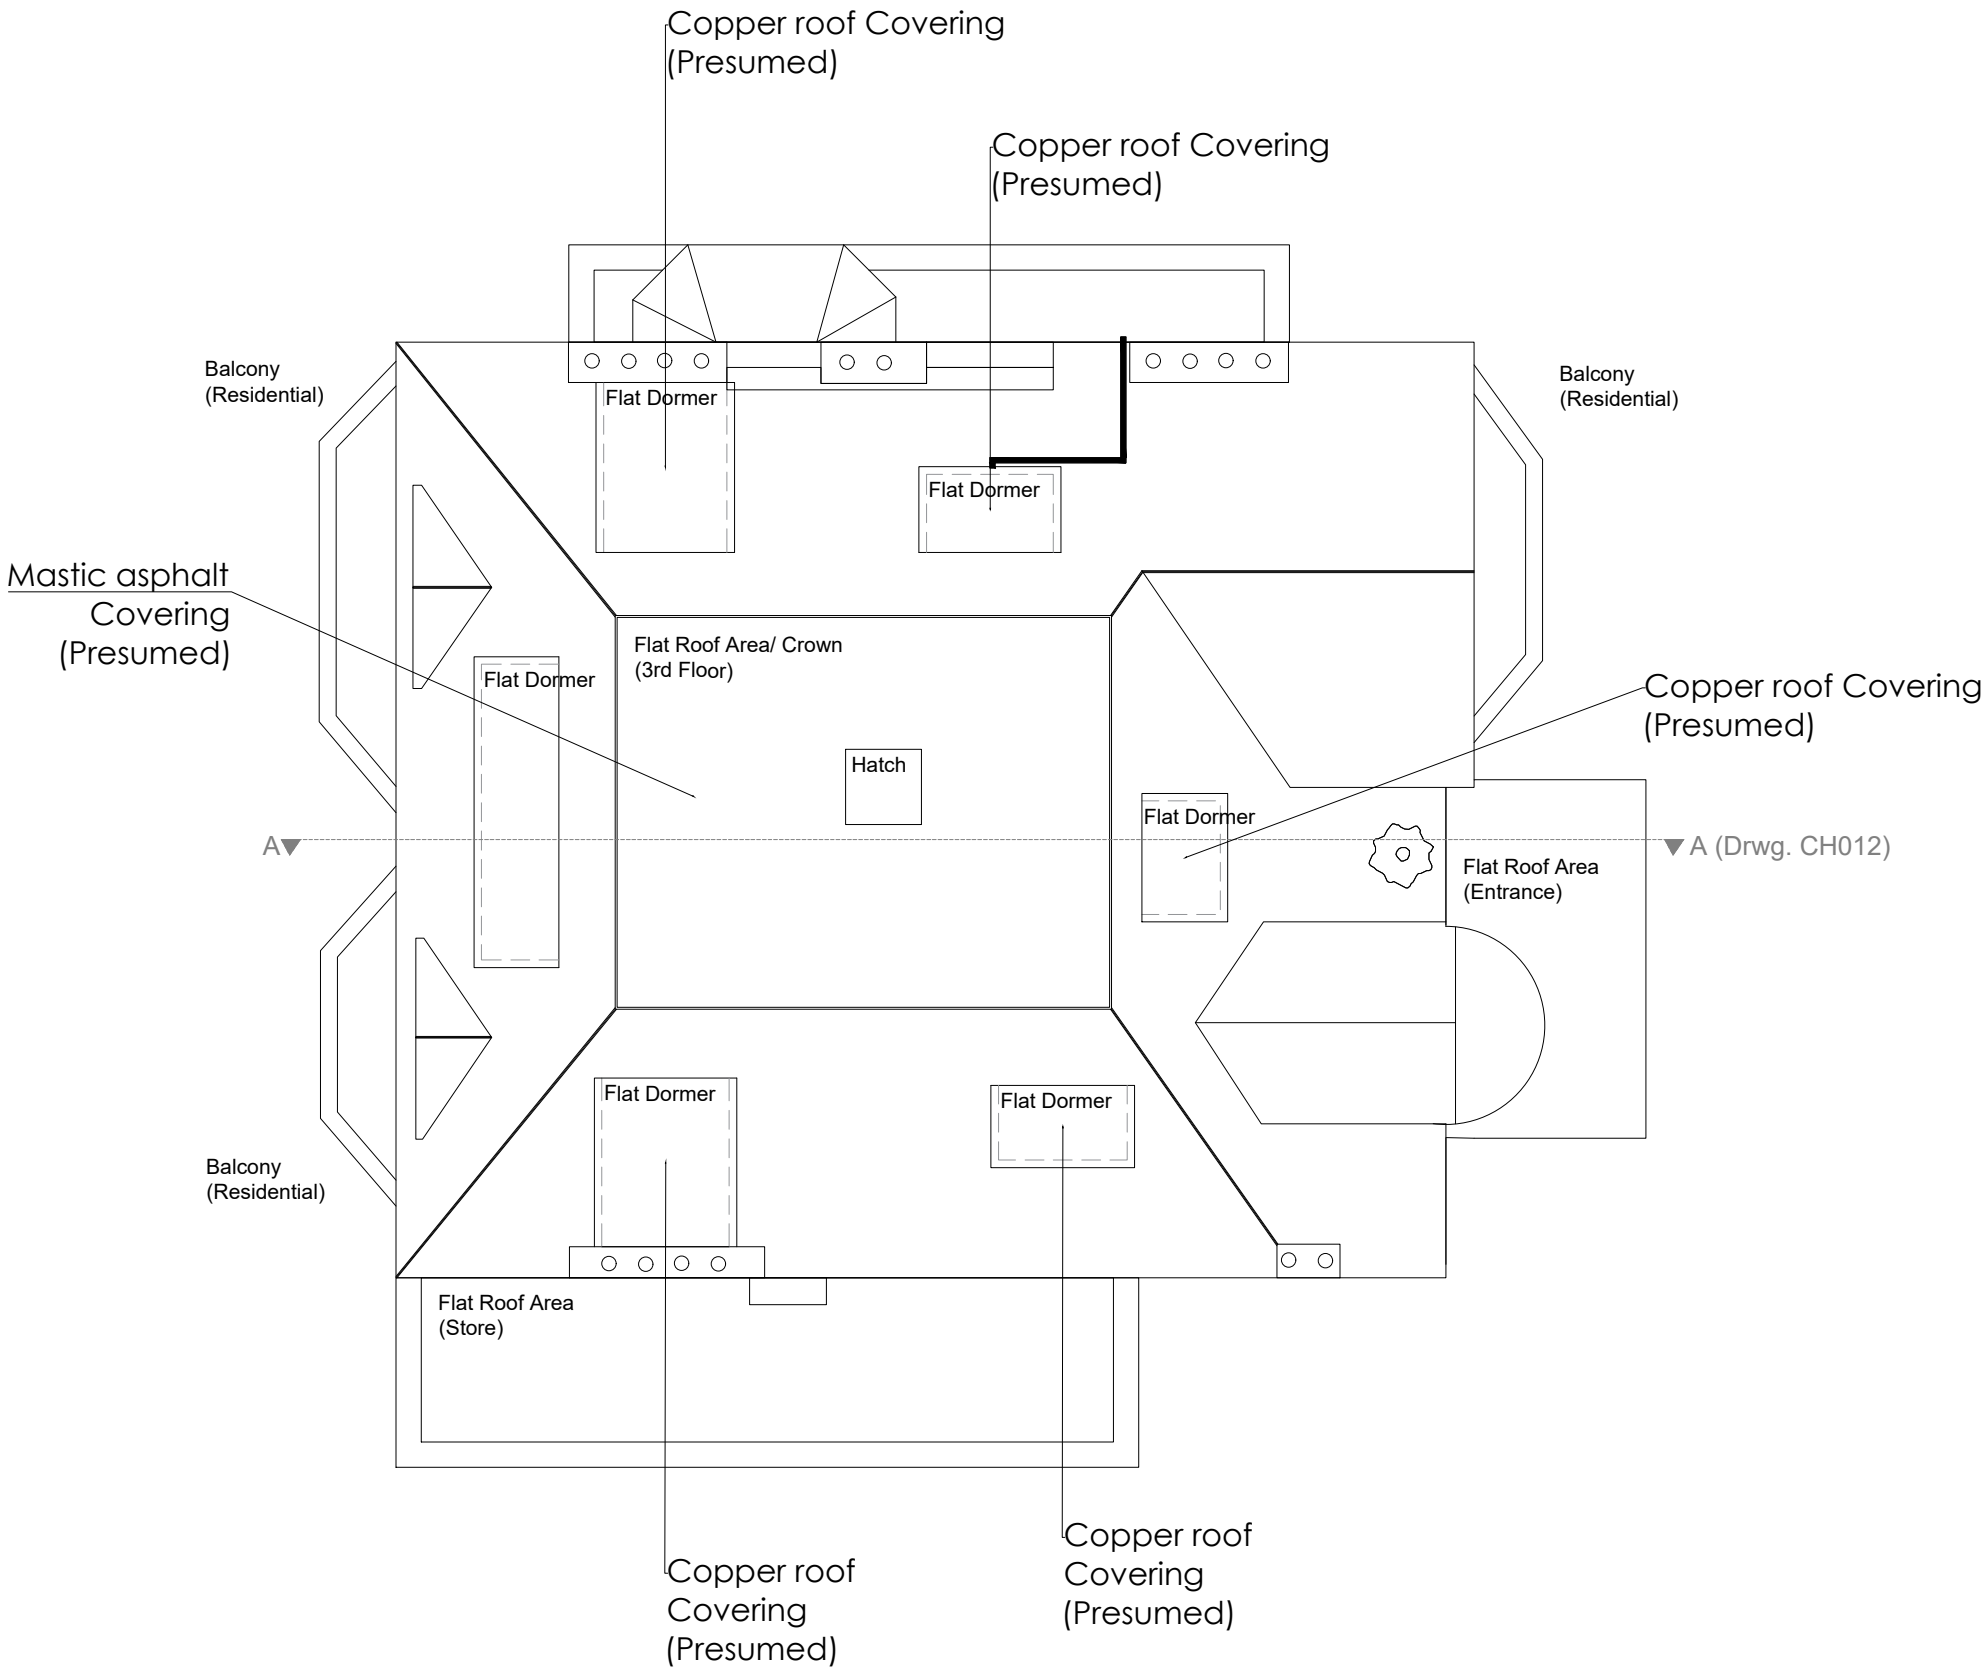 Copper roof Covering
(Presumed)
Copper roof Covering
(Presumed)
Balcony
(Residential)
Balcony
(Residential)
Flat Dormer
Flat Dormer
Mastic asphalt
Covering
(Presumed)
Flat Roof Area/ Crown
(3rd Floor)
Flat Dormer
Copper roof Covering
(Presumed)
Hatch
Flat Dormer
A
A (Drwg. CH012)
Flat Roof Area
(Entrance)
Flat Dormer
Flat Dormer
Balcony
(Residential)
Flat Roof Area
(Store)
Copper roof
Covering
(Presumed)
Copper roof
Covering
(Presumed)